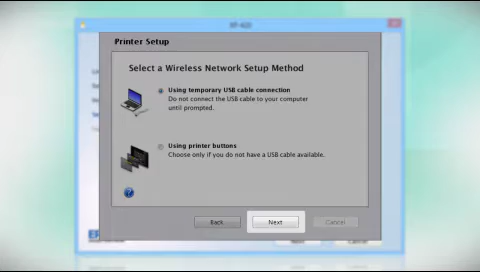 XP-420
Printer Setup
Select a Wireless Network Setup Method
Using temporary USB cable connection
Do not connect the USB cable to your computer
until prompted.
Using printer buttons
Choose only if you do not have a USB cable available.
Back
Next
Cancel